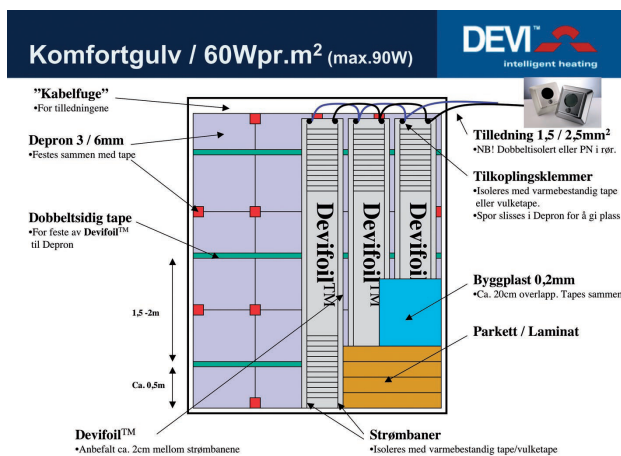 Komfortgulv / 60Wpr.m² (max.90W)
DEVI™
intelligent heating
”Kabelfuge”
•For tilledningene
Depron 3 / 6mm
•Festes sammen med tape
Dobbeltsidig tape
•For feste av Devifoil™
til Depron
1,5 -2m
Ca. 0,5m
Devifoil™
•Anbefalt ca. 2cm mellom strømbanene
Devifoil™
Devifoil™
Devifoil™
Tilledning 1,5 / 2,5mm²
•NB! Dobbeltisolert eller PN i rør.
Tilkoplingsklemmer
•Isoleres med varmebestandig tape
eller vulketape.
•Spor slisses i Depron for å gi plass
Byggplast 0,2mm
•Ca. 20cm overlapp. Tapes sammen
Parkett / Laminat
Strømbaner
•Isoleres med varmebestandig tape/vulketape